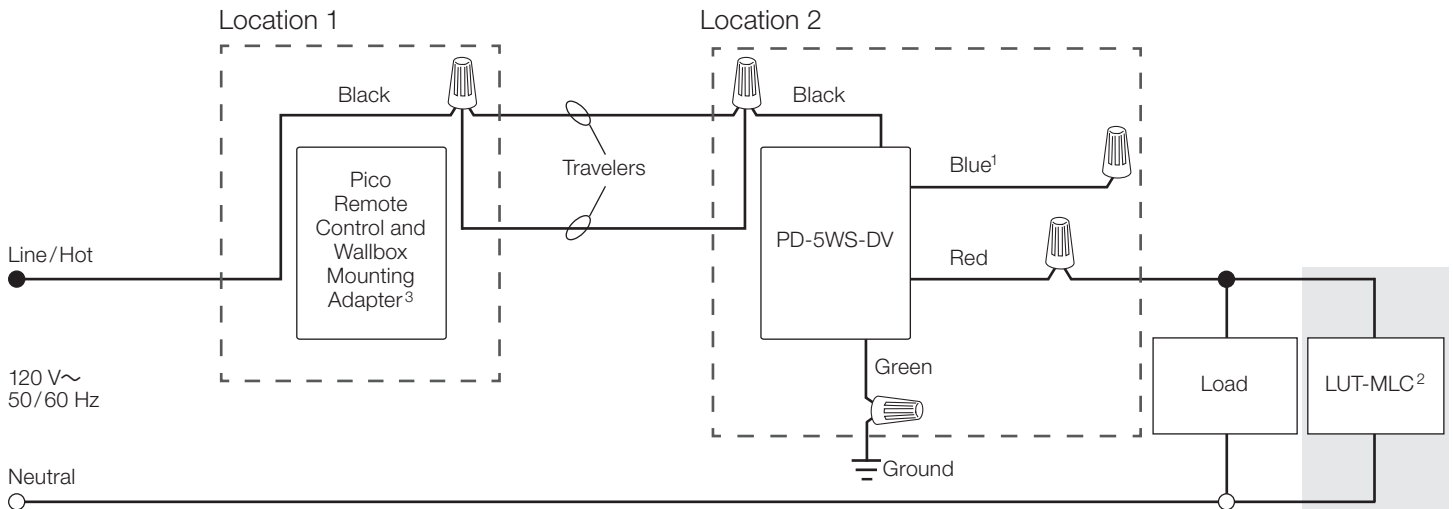 Location 1
Location 2
Black
Black
Travelers
Blue¹
Pico
Remote
Control and
Wallbox
Mounting
Adapter³
PD-5WS-DV
Line/Hot
Red
120 V~
50/60 Hz
Green
Load
LUT-MLC²
Ground
Neutral